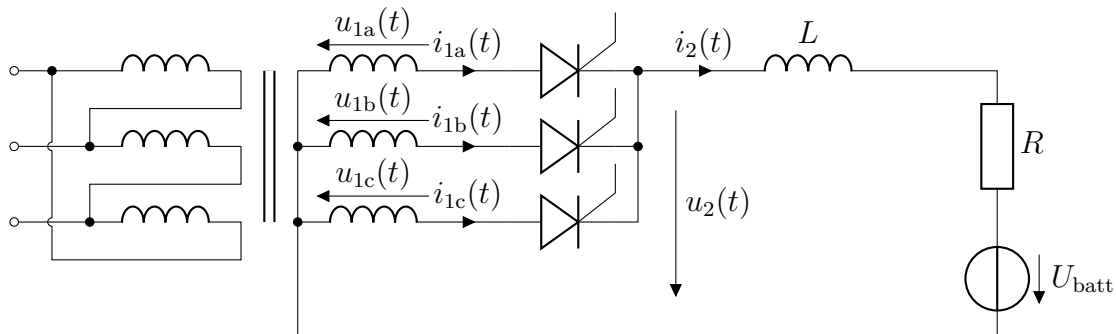 u1a(t)
i1a(t)
i2(t)
L
u1b(t)
i1b(t)
R
u1c(t)
i1c(t)
u2(t)
Ubatt